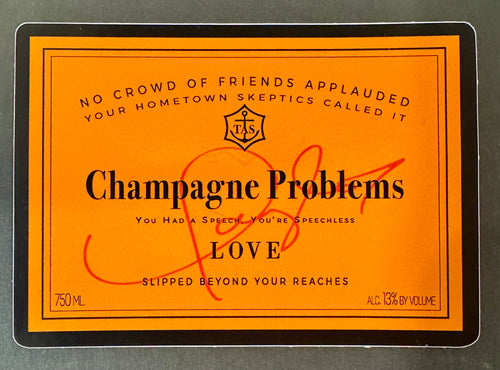 NO CROWD OF FRIENDS APPLAUDED
YOUR HOMETOWN SKEPTICS CALLED IT
TAS
Champagne Problems
YOU HAD A SPEECH, YOU'RE SPEECHLESS
LOVE
SLIPPED BEYOND YOUR REACHES
750 ML
ALC. 13% BY VOLUME